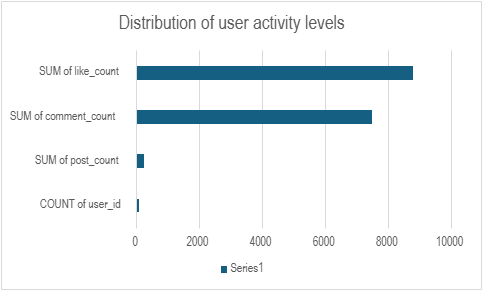 Distribution of user activity levels
SUM of like_count
SUM of comment_count
SUM of post_count
COUNT of user_id
0 2000 4000 6000 8000 10000
Series1